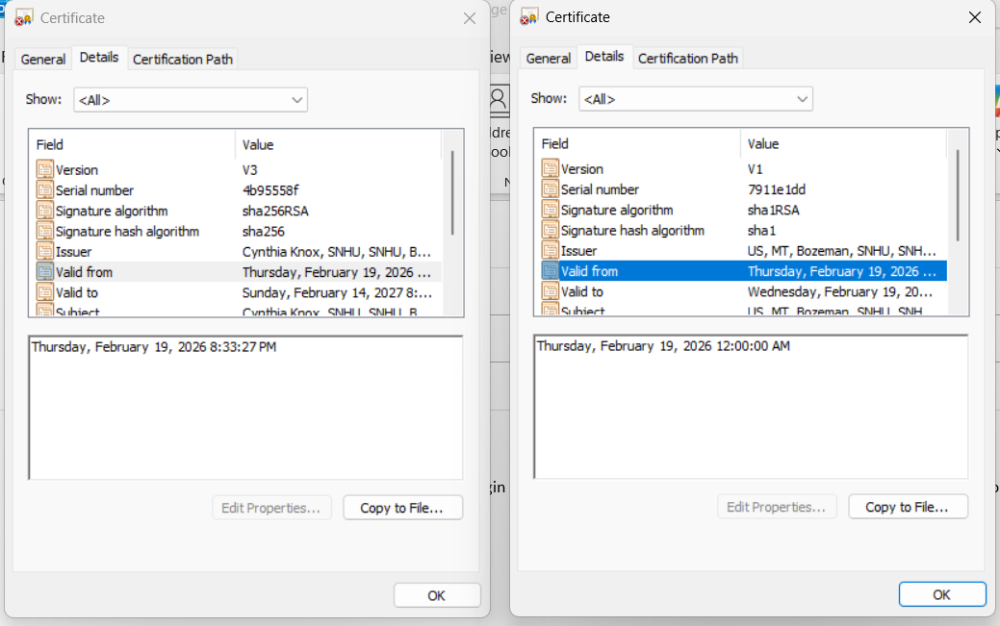 Certificate
General Details Certification Path
Show: <All>
Field Value
Version V3
Serial number 4b95558f
Signature algorithm sha256RSA
Signature hash algorithm sha256
Issuer Cynthia Knox, SNHU, SNHU, B...
Valid from Thursday, February 19, 2026 ...
Valid to Sunday, February 14, 2027 8:...
Subject Cynthia Knox, SNHU, SNHU, B
Thursday, February 19, 2026 8:33:27 PM
Edit Properties...
Copy to File...
OK
Certificate
General Details Certification Path
Show: <All>
Field Value
Version V1
Serial number 7911e1dd
Signature algorithm sha1RSA
Signature hash algorithm sha1
Issuer US, MT, Bozeman, SNHU, SNH...
Valid from Thursday, February 19, 2026 ...
Valid to Wednesday, February 19, 20...
Subject US, MT, Bozeman, SNHU, SNH
Thursday, February 19, 2026 12:00:00 AM
Edit Properties...
Copy to File...
OK